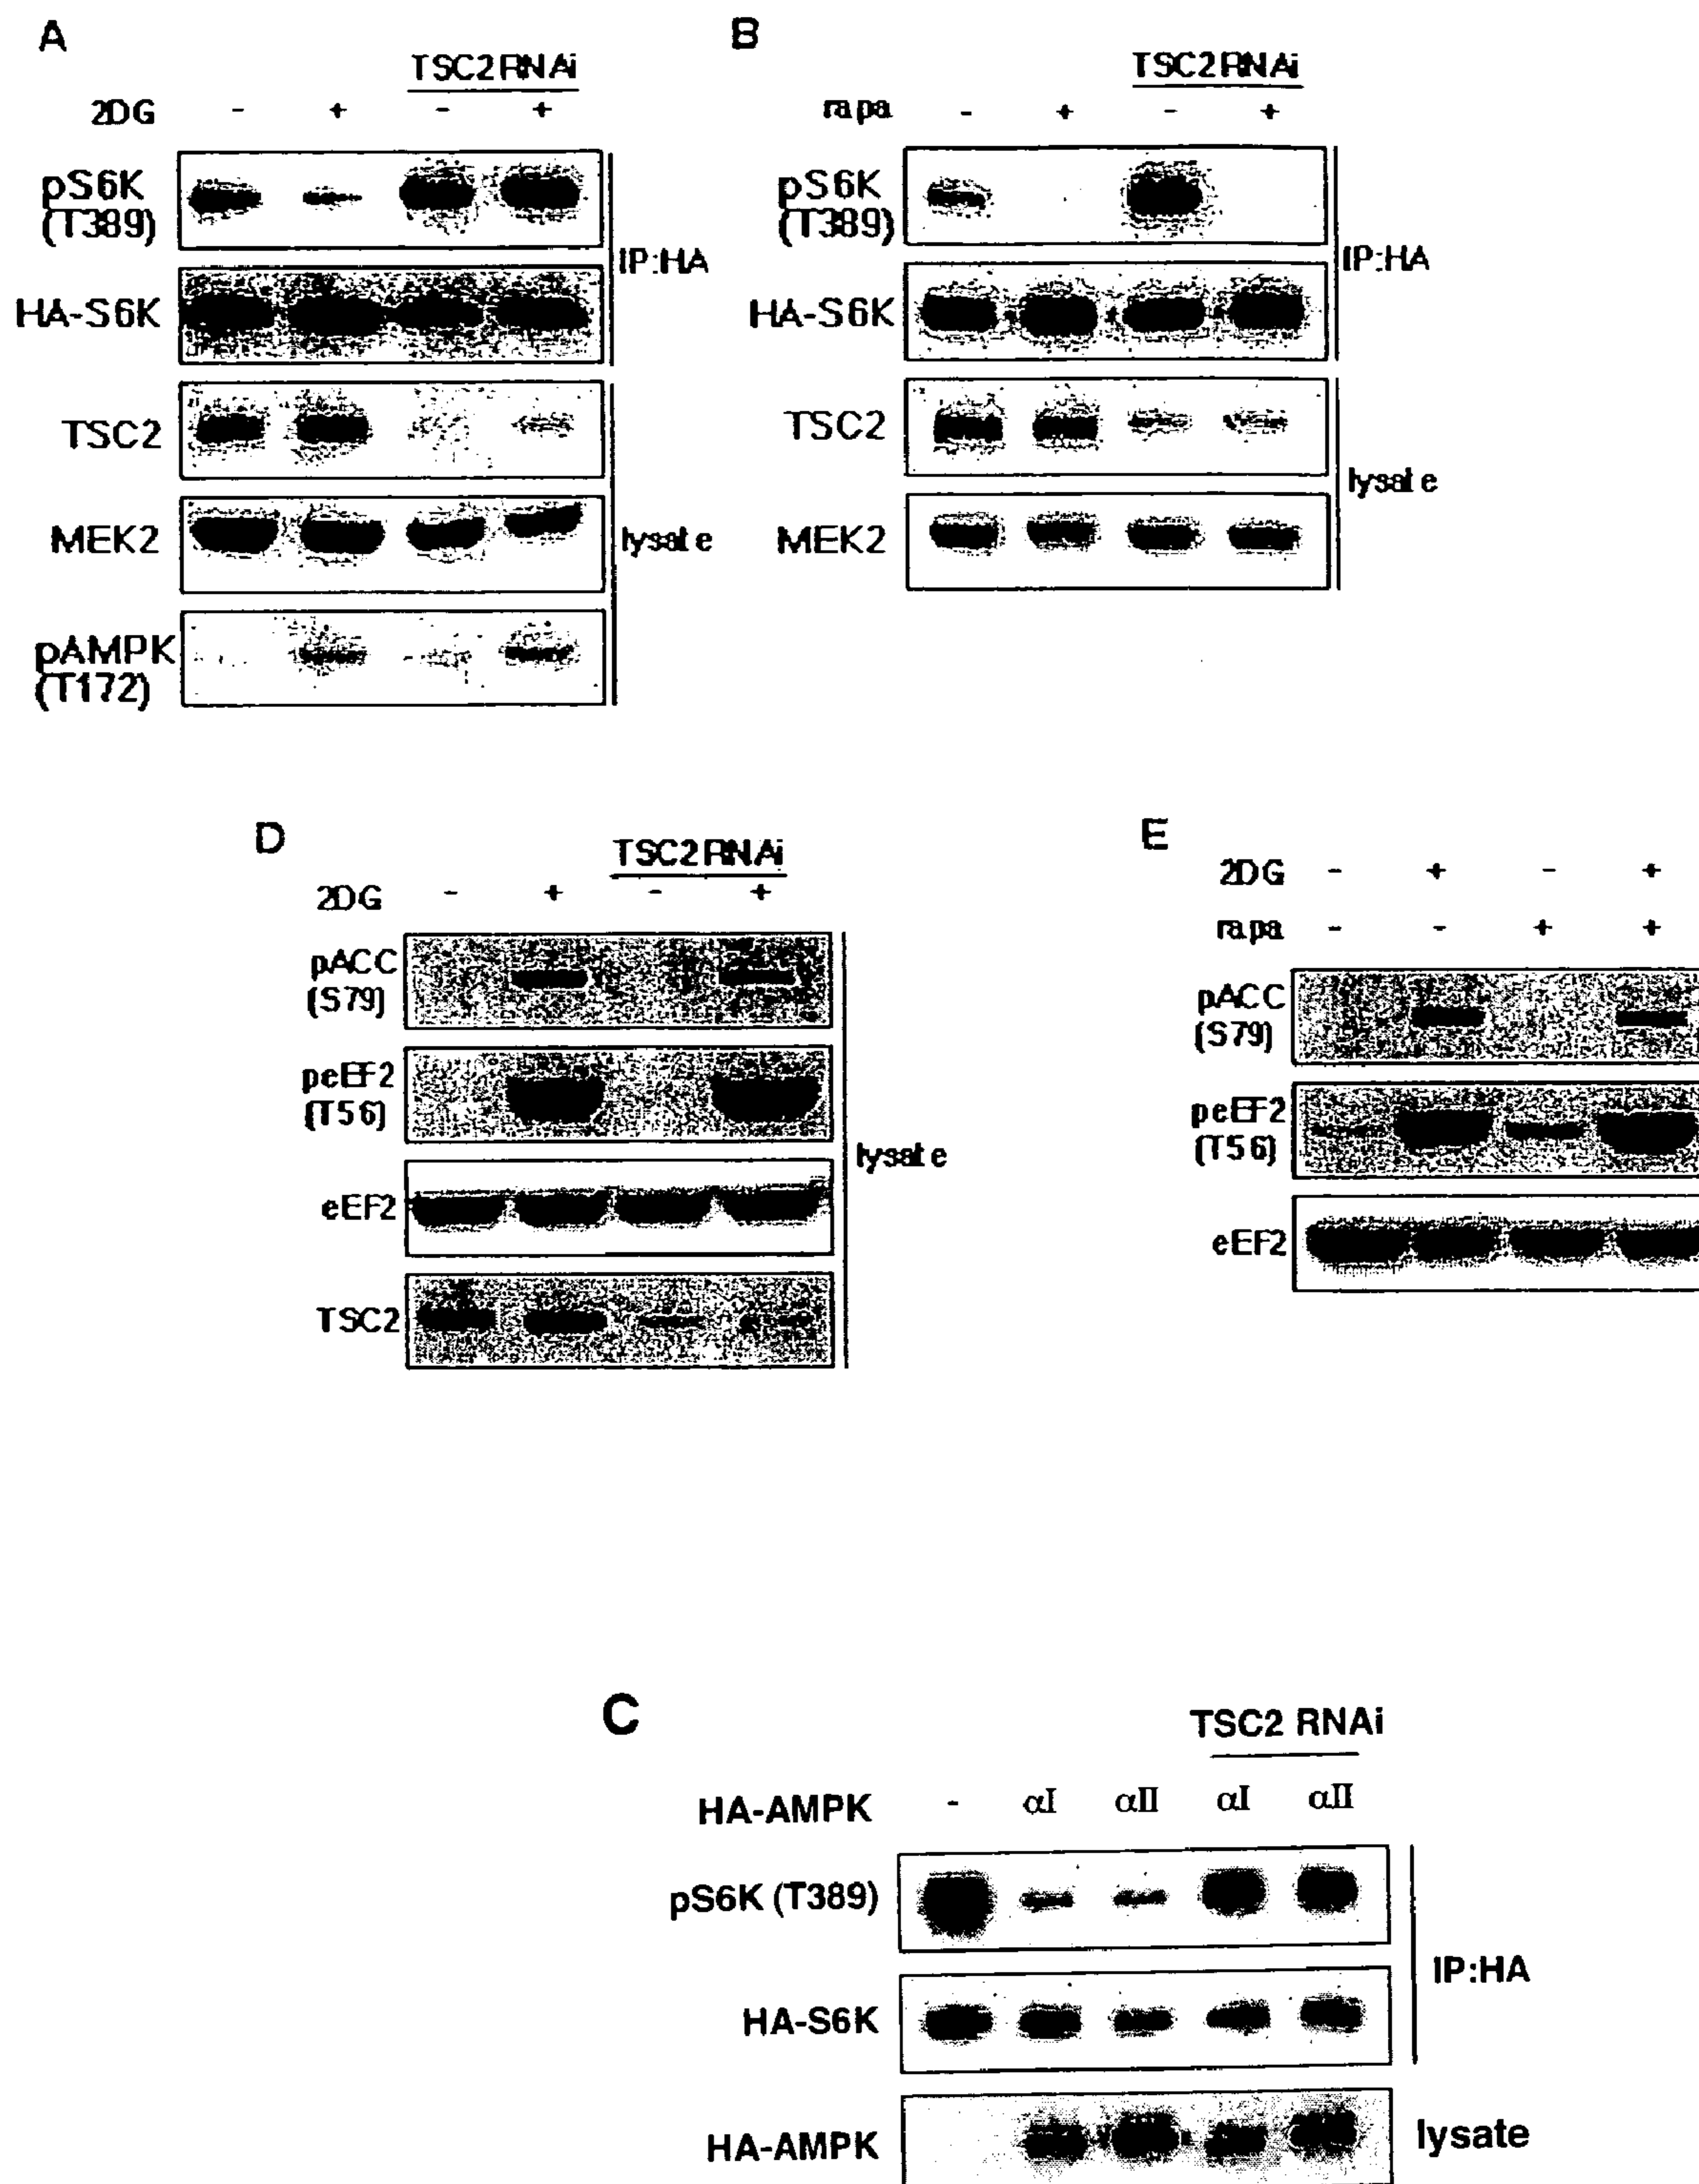 A
TSC2 RNAi
2DG - + - +
pS6K
(T389)
HA-S6K
IP:HA
TSC2
MEK2
pAMPK
(T172)
lysate
B
TSC2 RNAi
rapa - + - +
pS6K
(T389)
HA-S6K
IP:HA
TSC2
MEK2
lysate
D
TSC2 RNAi
2DG - + - +
pACC
(S79)
peEF2
(T56)
eEF2
TSC2
lysate
E
2DG - + - +
rapa - - + +
pACC
(S79)
peEF2
(T56)
eEF2
C
TSC2 RNAi
HA-AMPK - αI αII αI αII
pS6K (T389)
HA-S6K
IP:HA
HA-AMPK
lysate